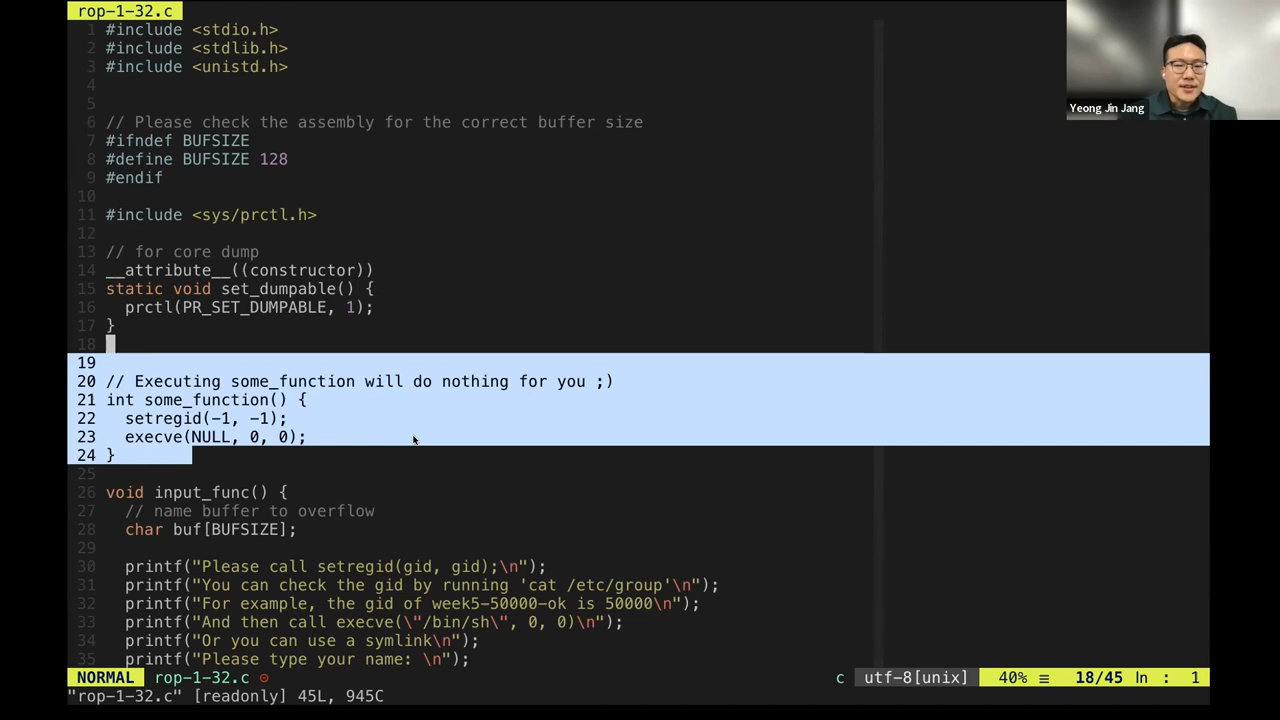 rop-1-32.c
1 #include <stdio.h>
2 #include <stdlib.h>
3 #include <unistd.h>
4
5
6 // Please check the assembly for the correct buffer size
7 #ifndef BUFSIZE
8 #define BUFSIZE 128
9 #endif
10
11 #include <sys/prctl.h>
12
13 // for core dump
14 __attribute__((constructor))
15 static void set_dumpable() {
16   prctl(PR_SET_DUMPABLE, 1);
17 }
18
19
20 // Executing some_function will do nothing for you ;)
21 int some_function() {
22   setregid(-1, -1);
23   execve(NULL, 0, 0);
24 }
25
26 void input_func() {
27   // name buffer to overflow
28   char buf[BUFSIZE];
29
30   printf("Please call setregid(gid, gid);\n");
31   printf("You can check the gid by running 'cat /etc/group'\n");
32   printf("For example, the gid of week5-50000-ok is 50000\n");
33   printf("And then call execve(\"/bin/sh\", 0, 0)\n");
34   printf("Or you can use a symlink\n");
35   printf("Please type your name: \n");
NORMAL rop-1-32.c ⊝ c utf-8[unix] 40% ≡ 18/45 ln : 1
"rop-1-32.c" [readonly] 45L, 945C
Yeong Jin Jang